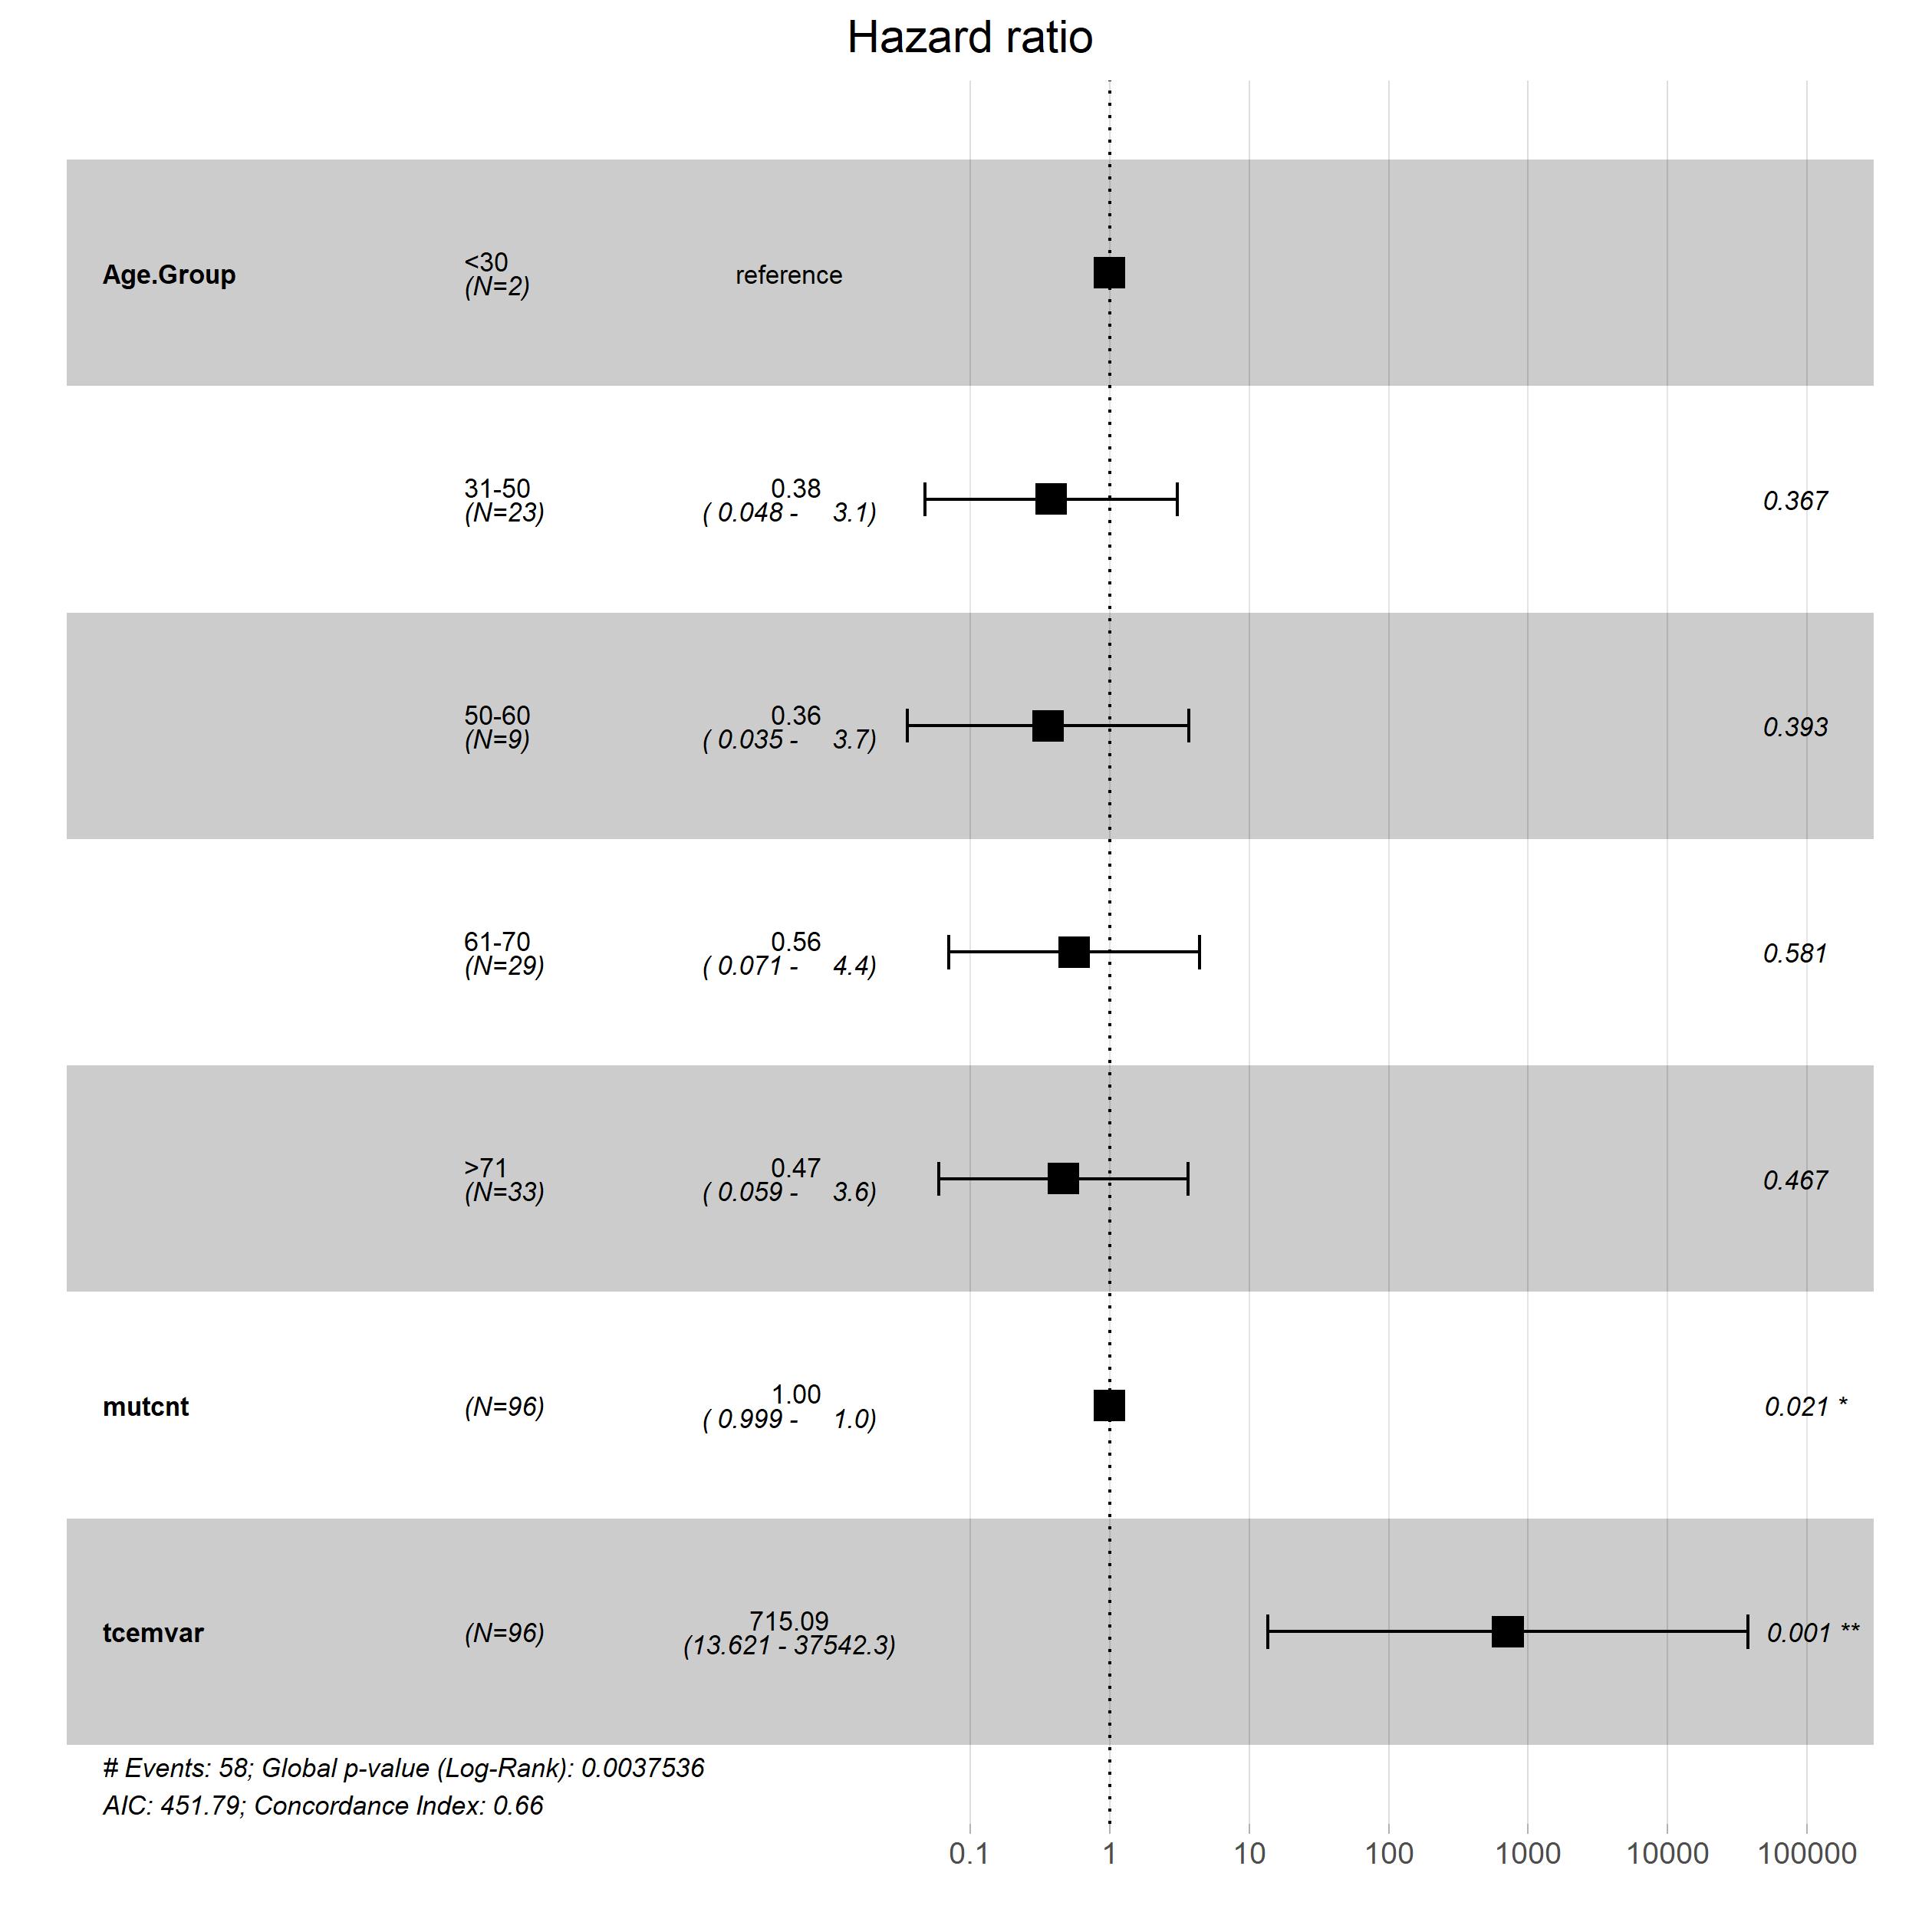 Hazard ratio
Age.Group <30 reference
(N=2)
31-50 0.38
(N=23) ( 0.048 - 3.1) 0.367
50-60 0.36
(N=9) ( 0.035 - 3.7) 0.393
61-70 0.56
(N=29) ( 0.071 - 4.4) 0.581
>71 0.47
(N=33) ( 0.059 - 3.6) 0.467
mutcnt (N=96) 1.00
( 0.999 - 1.0) 0.021 *
tcemvar (N=96) 715.09
(13.621 - 37542.3) 0.001 **
# Events: 58; Global p-value (Log-Rank): 0.0037536
AIC: 451.79; Concordance Index: 0.66
0.1 1 10 100 1000 10000 100000